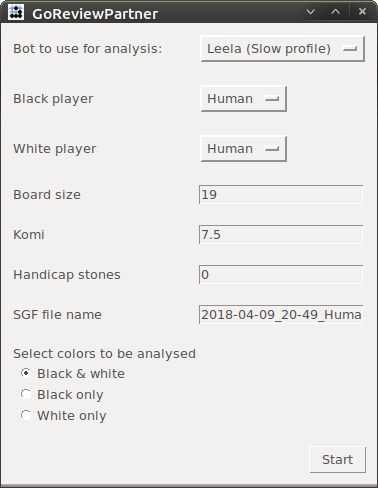 GoReviewPartner
Bot to use for analysis: Leela (Slow profile)
Black player Human
White player Human
Board size 19
Komi 7.5
Handicap stones 0
SGF file name 2018-04-09_20-49_Huma
Select colors to be analysed
Black & white
Black only
White only
Start